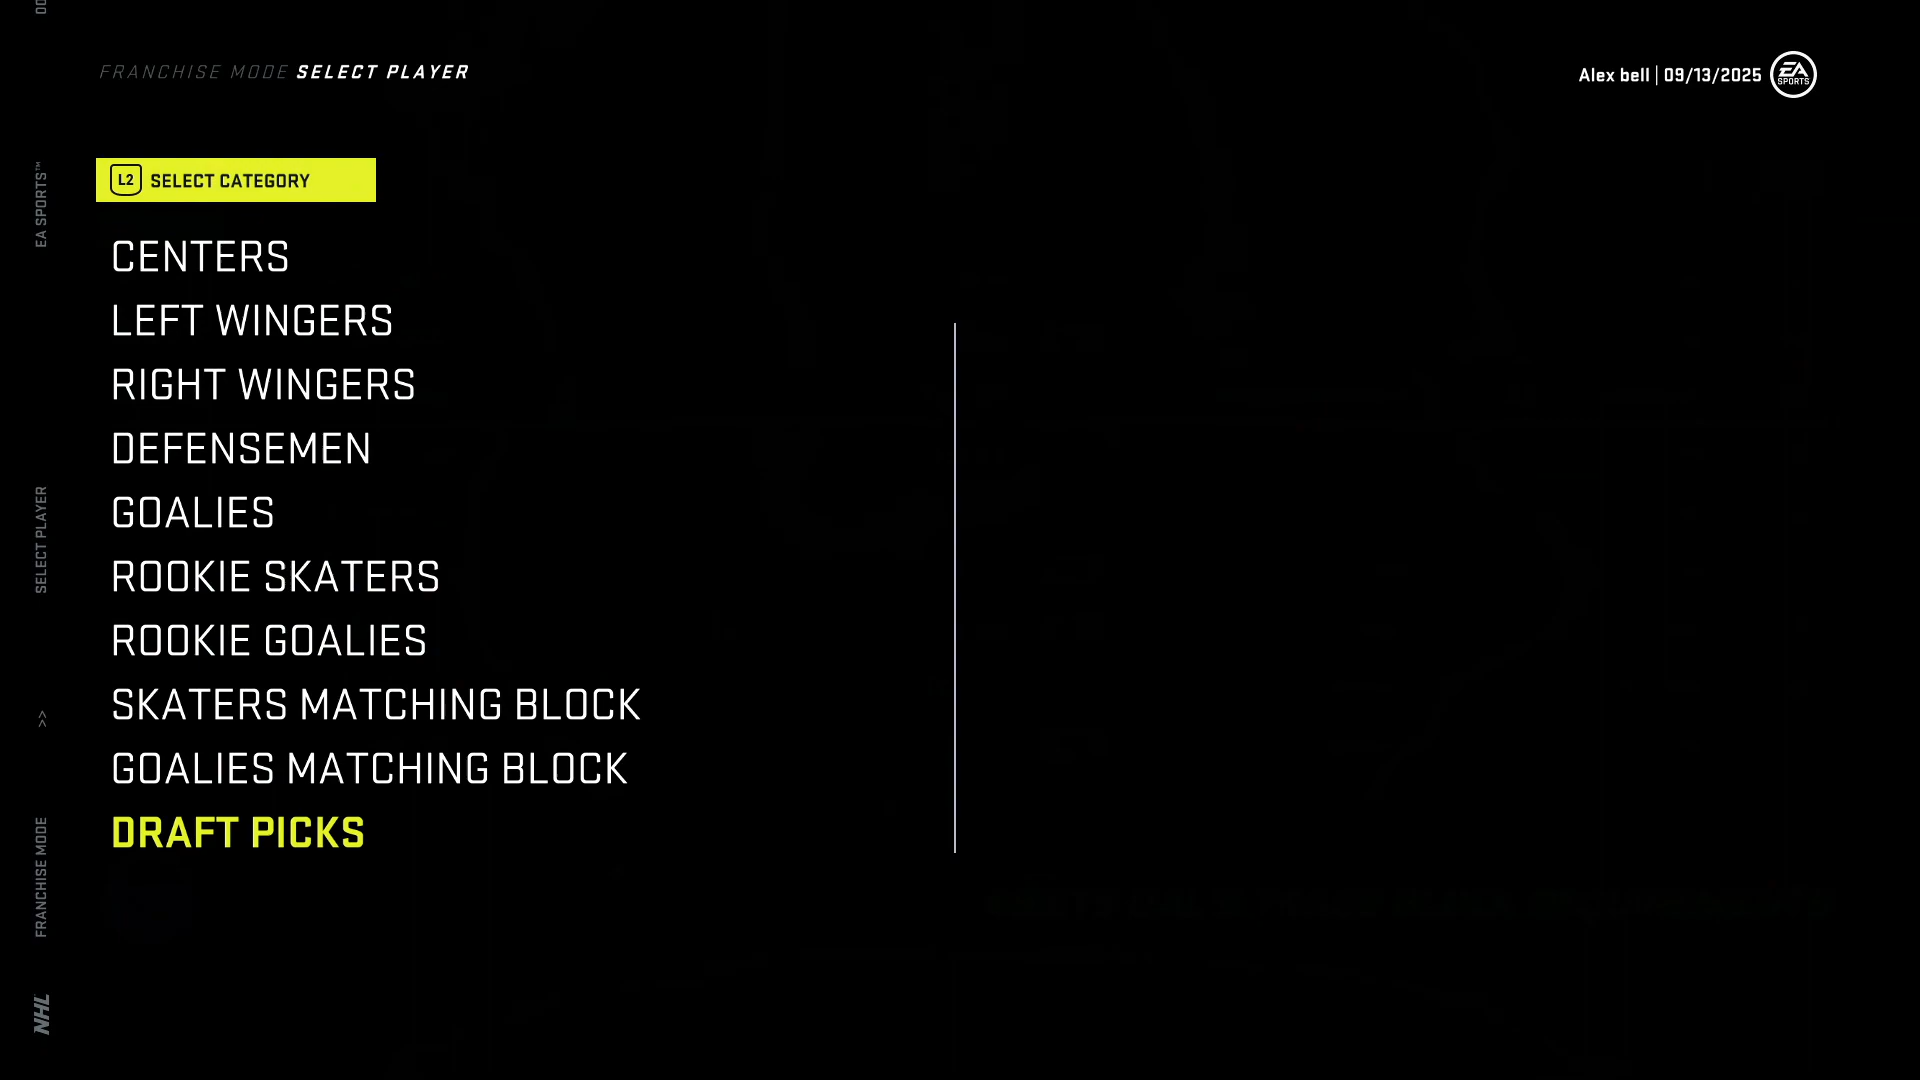 FRANCHISE MODE SELECT PLAYER
Alex bell | 09/13/2025
EA SPORTS
L2 SELECT CATEGORY
CENTERS
LEFT WINGERS
RIGHT WINGERS
DEFENSEMEN
GOALIES
ROOKIE SKATERS
ROOKIE GOALIES
SKATERS MATCHING BLOCK
GOALIES MATCHING BLOCK
DRAFT PICKS
NHL
FRANCHISE MODE
>>
SELECT PLAYER
EA SPORTS™